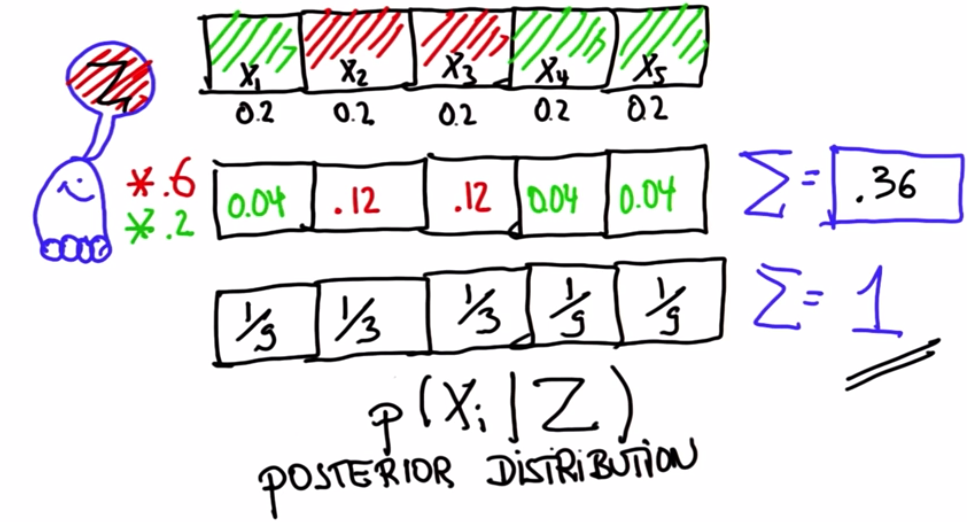 Z
X₁ X₂ X₃ X₄ X₅
0.2 0.2 0.2 0.2 0.2
*.6
*.2
0.04 .12 .12 0.04 0.04 Σ= .36
1/9 1/3 1/3 1/9 1/9 Σ= 1
p(Xᵢ|Z)
POSTERIOR DISTRIBUTION